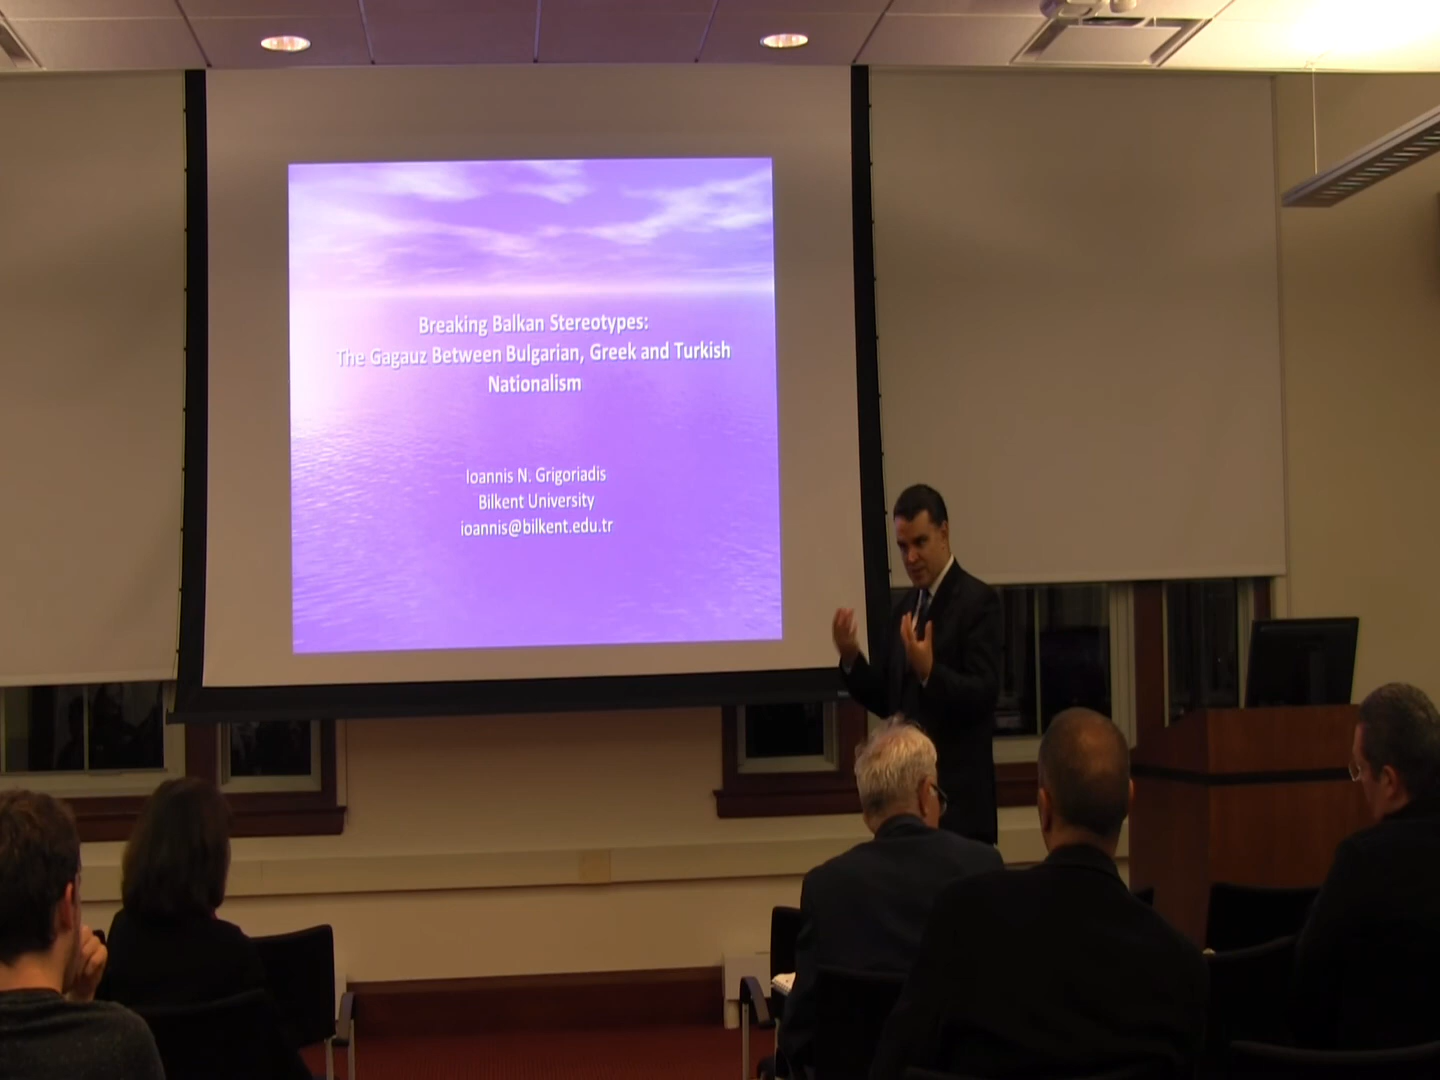 Breaking Balkan Stereotypes:
The Gagauz Between Bulgarian, Greek and Turkish
Nationalism
Ioannis N. Grigoriadis
Bilkent University
ioannis@bilkent.edu.tr